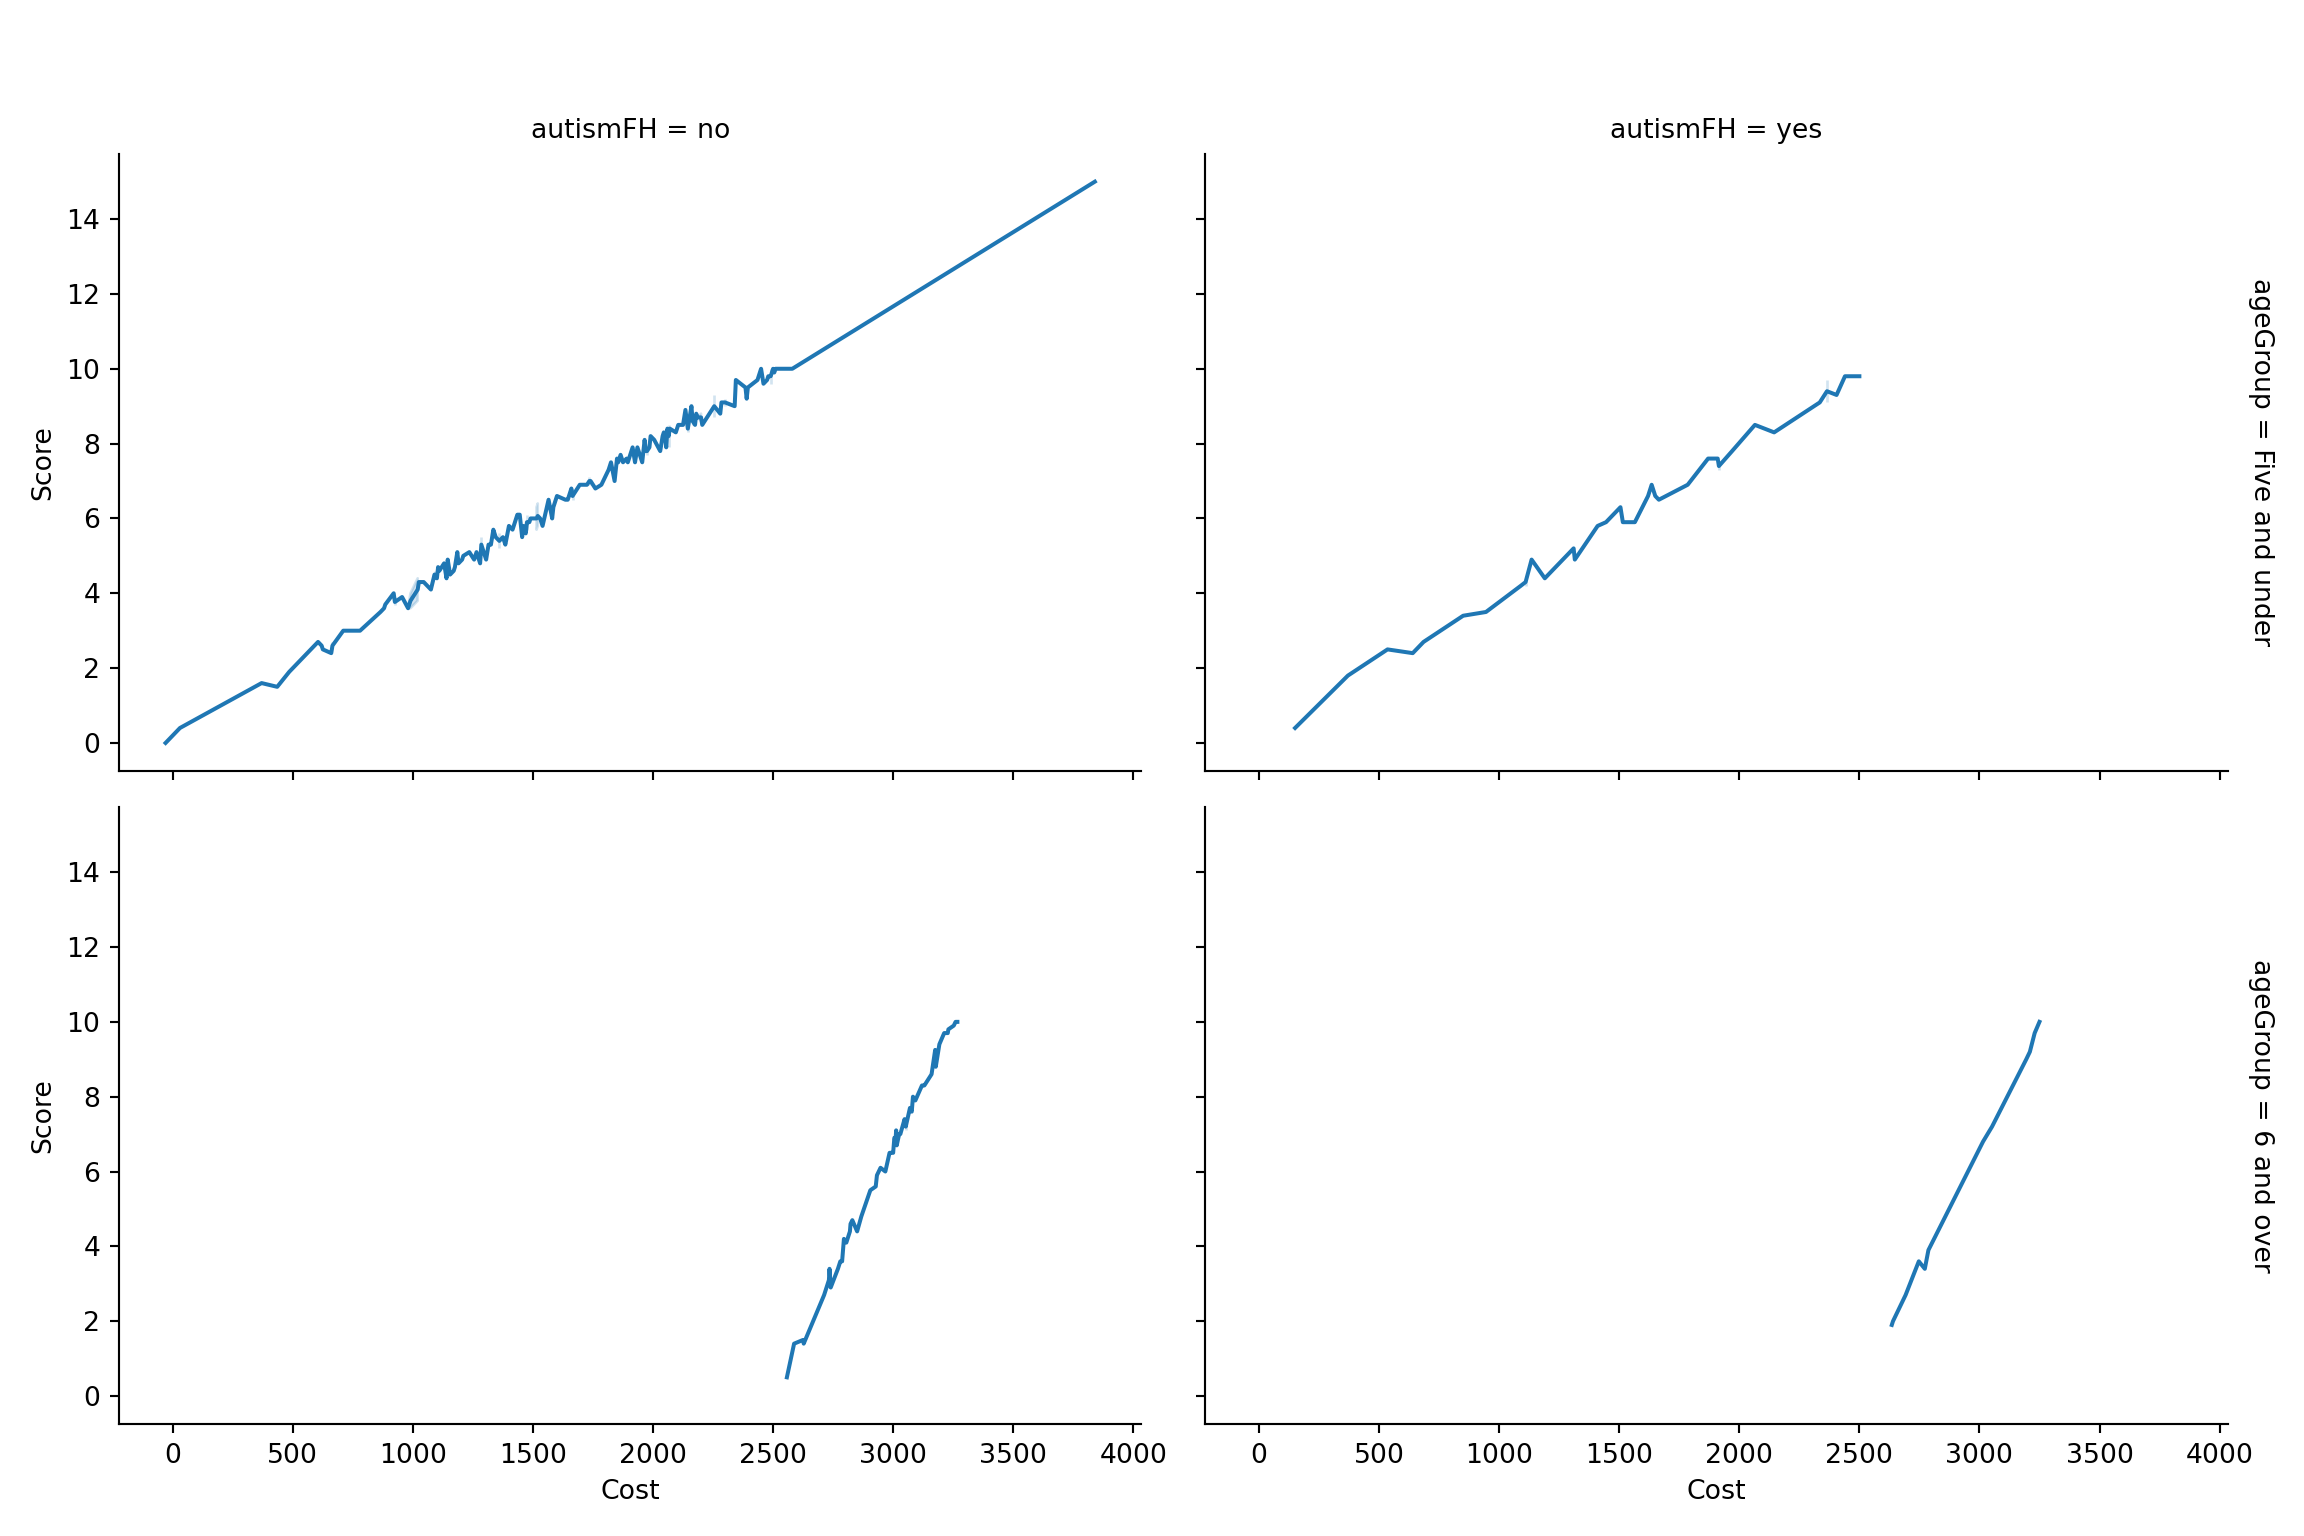 autismFH = no
autismFH = yes
14
12
10
8
6
4
2
0
Score
ageGroup = Five and under
14
12
10
8
6
4
2
0
Score
ageGroup = 6 and over
0 500 1000 1500 2000 2500 3000 3500 4000
0 500 1000 1500 2000 2500 3000 3500 4000
Cost
Cost